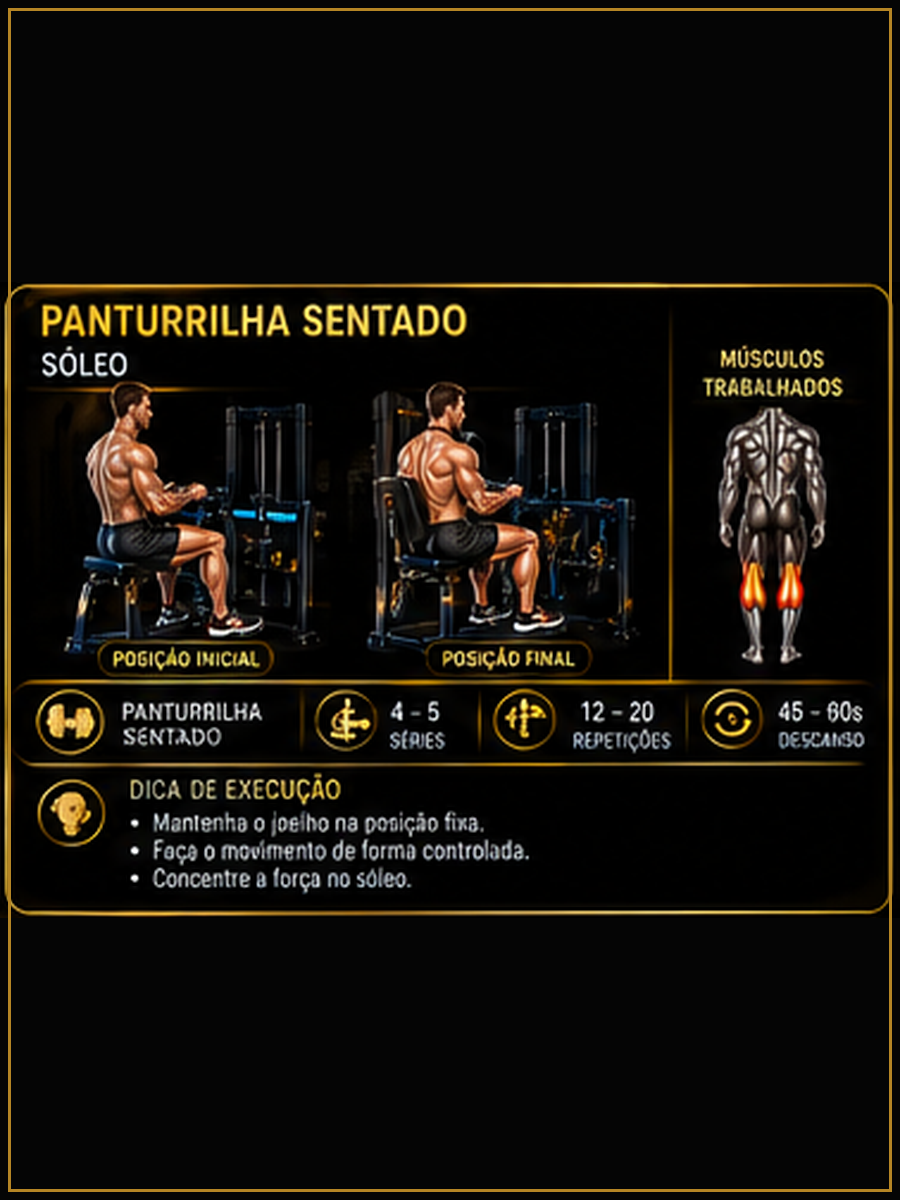 PANTURRILHA SENTADO
SÓLEO
MÚSCULOS
TRABALHADOS
POGIÇÃO INICIAL
POSIÇÃO FINAL
PANTURRILHA
SENTADO
4 – 5
SÉRIES
12 – 20
REPETIÇÕES
45 – 60s
DESCANSO
DICA DE EXECUÇÃO
• Mantenha o joelho na posição fixa.
• Faça o movimento de forma controlada.
• Concentre a força no sóleo.